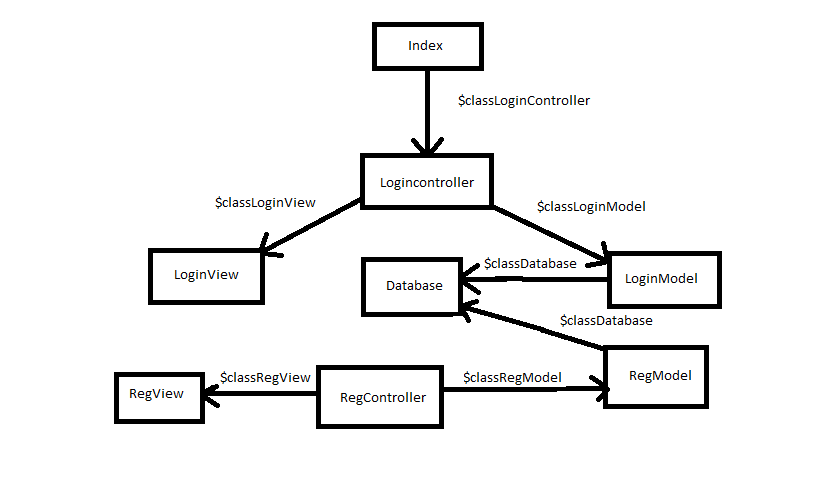 Index
$classLoginController
Logincontroller
$classLoginView
$classLoginModel
LoginView
$classDatabase
Database
LoginModel
$classDatabase
RegView
$classRegView
RegController
$classRegModel
RegModel